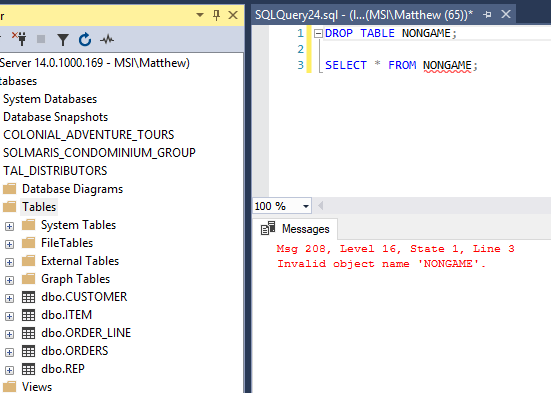 r
Server 14.0.1000.169 - MSI\Matthew)
tabases
System Databases
Database Snapshots
COLONIAL_ADVENTURE_TOURS
SOLMARIS_CONDOMINIUM_GROUP
TAL_DISTRIBUTORS
Database Diagrams
Tables
System Tables
FileTables
External Tables
Graph Tables
dbo.CUSTOMER
dbo.ITEM
dbo.ORDER_LINE
dbo.ORDERS
dbo.REP
Views
SQLQuery24.sql - (l...(MSI\Matthew (65))*
1 DROP TABLE NONGAME;
2
3 SELECT * FROM NONGAME;
100 %
Messages
Msg 208, Level 16, State 1, Line 3
Invalid object name 'NONGAME'.